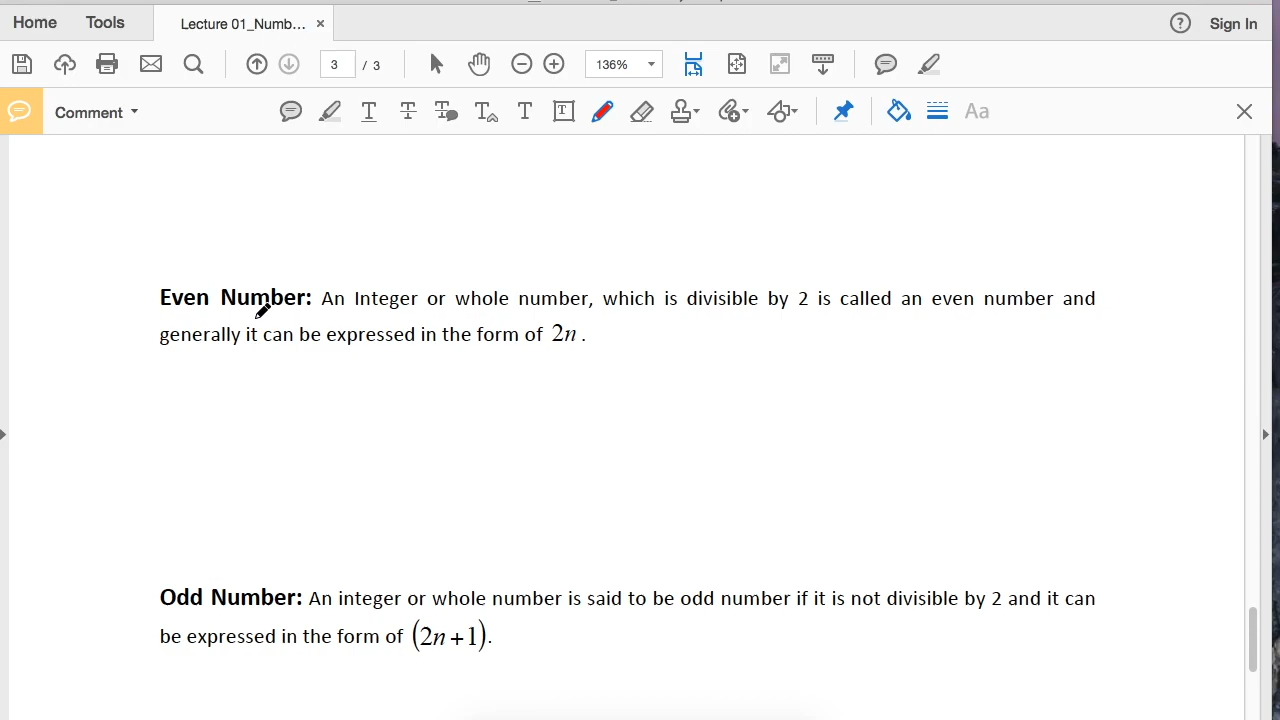 Home Tools Lecture 01_Numb... × ? Sign In
3 / 3 136%
Comment T T T T T T Aa
Even Number: An Integer or whole number, which is divisible by 2 is called an even number and
generally it can be expressed in the form of 2n .
Odd Number: An integer or whole number is said to be odd number if it is not divisible by 2 and it can
be expressed in the form of (2n+1).